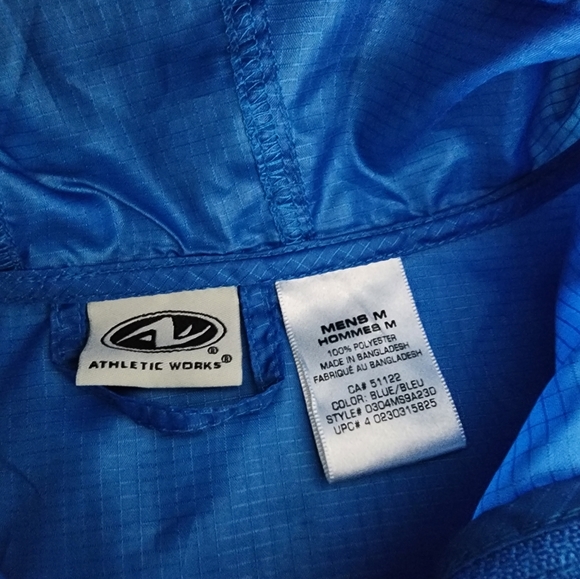 AW®
ATHLETIC WORKS®
MENS M
HOMMES M
100% POLYESTER
MADE IN BANGLADESH
FABRIQUÉ AU BANGLADESH
CA# 51122
COLOR: BLUE/BLEU
STYLE# 0304MS9A23D
UPC# 4 0230315825